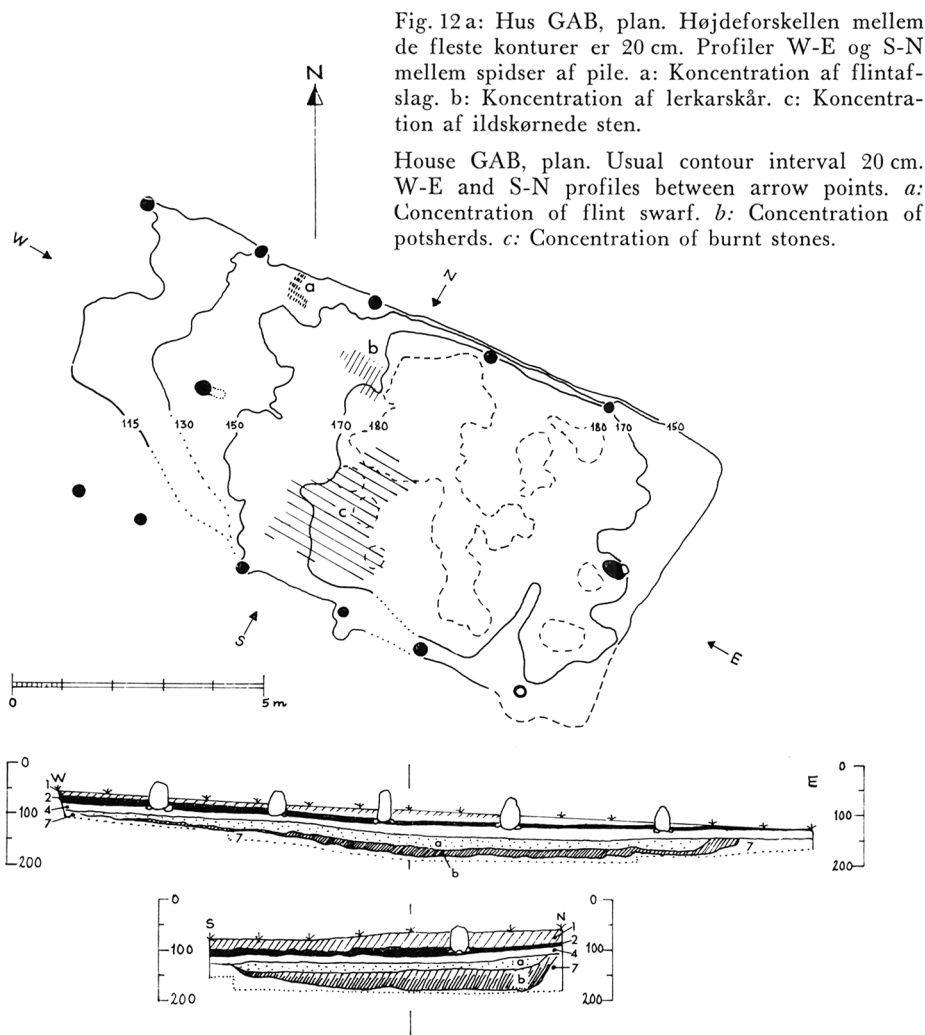 Fig. 12 a: Hus GAB, plan. Højdeforskellen mellem
de fleste konturer er 20 cm. Profiler W-E og S-N
mellem spidser af pile. a: Koncentration af flintaf-
slag. b: Koncentration af lerkarskår. c: Koncentra-
tion af ildskørnede sten.
House GAB, plan. Usual contour interval 20 cm.
W-E and S-N profiles between arrow points. a:
Concentration of flint swarf. b: Concentration of
potsherds. c: Concentration of burnt stones.
N
W
N
a
b
115 130 150 170 180 180 170 150
c
S
E
0 5 m
0 W E 0
1
2
4
7
100 100
200 200
7 a 7
1 b
0 S N 0
1
2
4
7
100 100
200 200
a
b